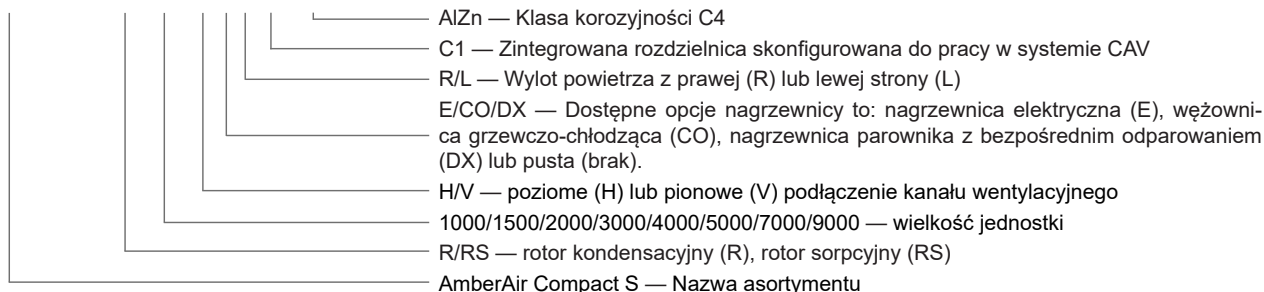 AlZn — Klasa korozyjności C4
C1 — Zintegrowana rozdzielnica skonfigurowana do pracy w systemie CAV
R/L — Wylot powietrza z prawej (R) lub lewej strony (L)
E/CO/DX — Dostępne opcje nagrzewnicy to: nagrzewnica elektryczna (E), wężowni-
ca grzewczo-chłodząca (CO), nagrzewnica parownika z bezpośrednim odparowaniem
(DX) lub pusta (brak).
H/V — poziome (H) lub pionowe (V) podłączenie kanału wentylacyjnego
1000/1500/2000/3000/4000/5000/7000/9000 — wielkość jednostki
R/RS — rotor kondensacyjny (R), rotor sorpcyjny (RS)
AmberAir Compact S — Nazwa asortymentu